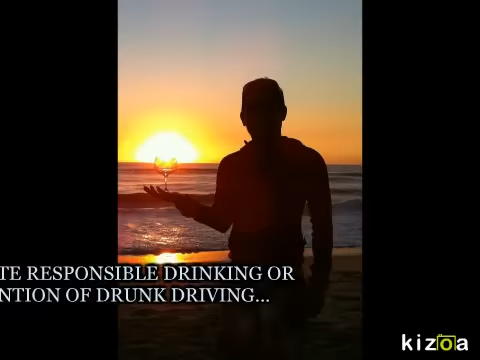 TE RESPONSIBLE DRINKING OR
NTION OF DRUNK DRIVING...
kizoa